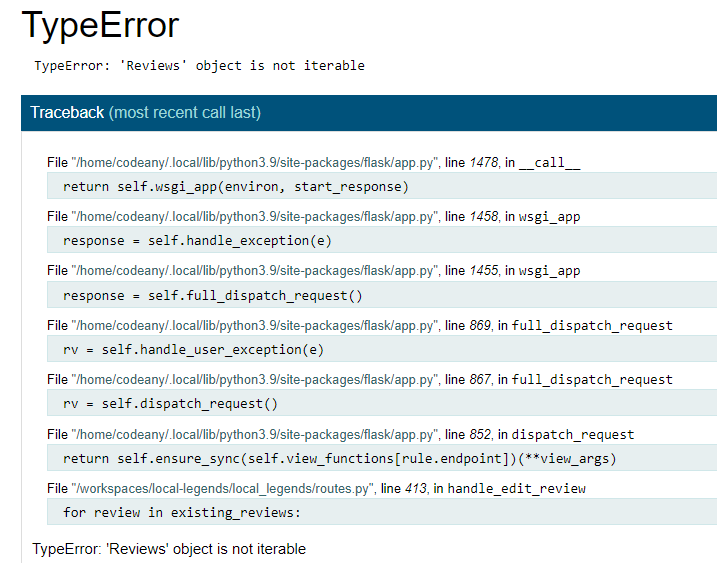 TypeError
TypeError: 'Reviews' object is not iterable
Traceback (most recent call last)
File "/home/codeany/.local/lib/python3.9/site-packages/flask/app.py", line 1478, in __call__
return self.wsgi_app(environ, start_response)
File "/home/codeany/.local/lib/python3.9/site-packages/flask/app.py", line 1458, in wsgi_app
response = self.handle_exception(e)
File "/home/codeany/.local/lib/python3.9/site-packages/flask/app.py", line 1455, in wsgi_app
response = self.full_dispatch_request()
File "/home/codeany/.local/lib/python3.9/site-packages/flask/app.py", line 869, in full_dispatch_request
rv = self.handle_user_exception(e)
File "/home/codeany/.local/lib/python3.9/site-packages/flask/app.py", line 867, in full_dispatch_request
rv = self.dispatch_request()
File "/home/codeany/.local/lib/python3.9/site-packages/flask/app.py", line 852, in dispatch_request
return self.ensure_sync(self.view_functions[rule.endpoint])(**view_args)
File "/workspaces/local-legends/local_legends/routes.py", line 413, in handle_edit_review
for review in existing_reviews:
TypeError: 'Reviews' object is not iterable